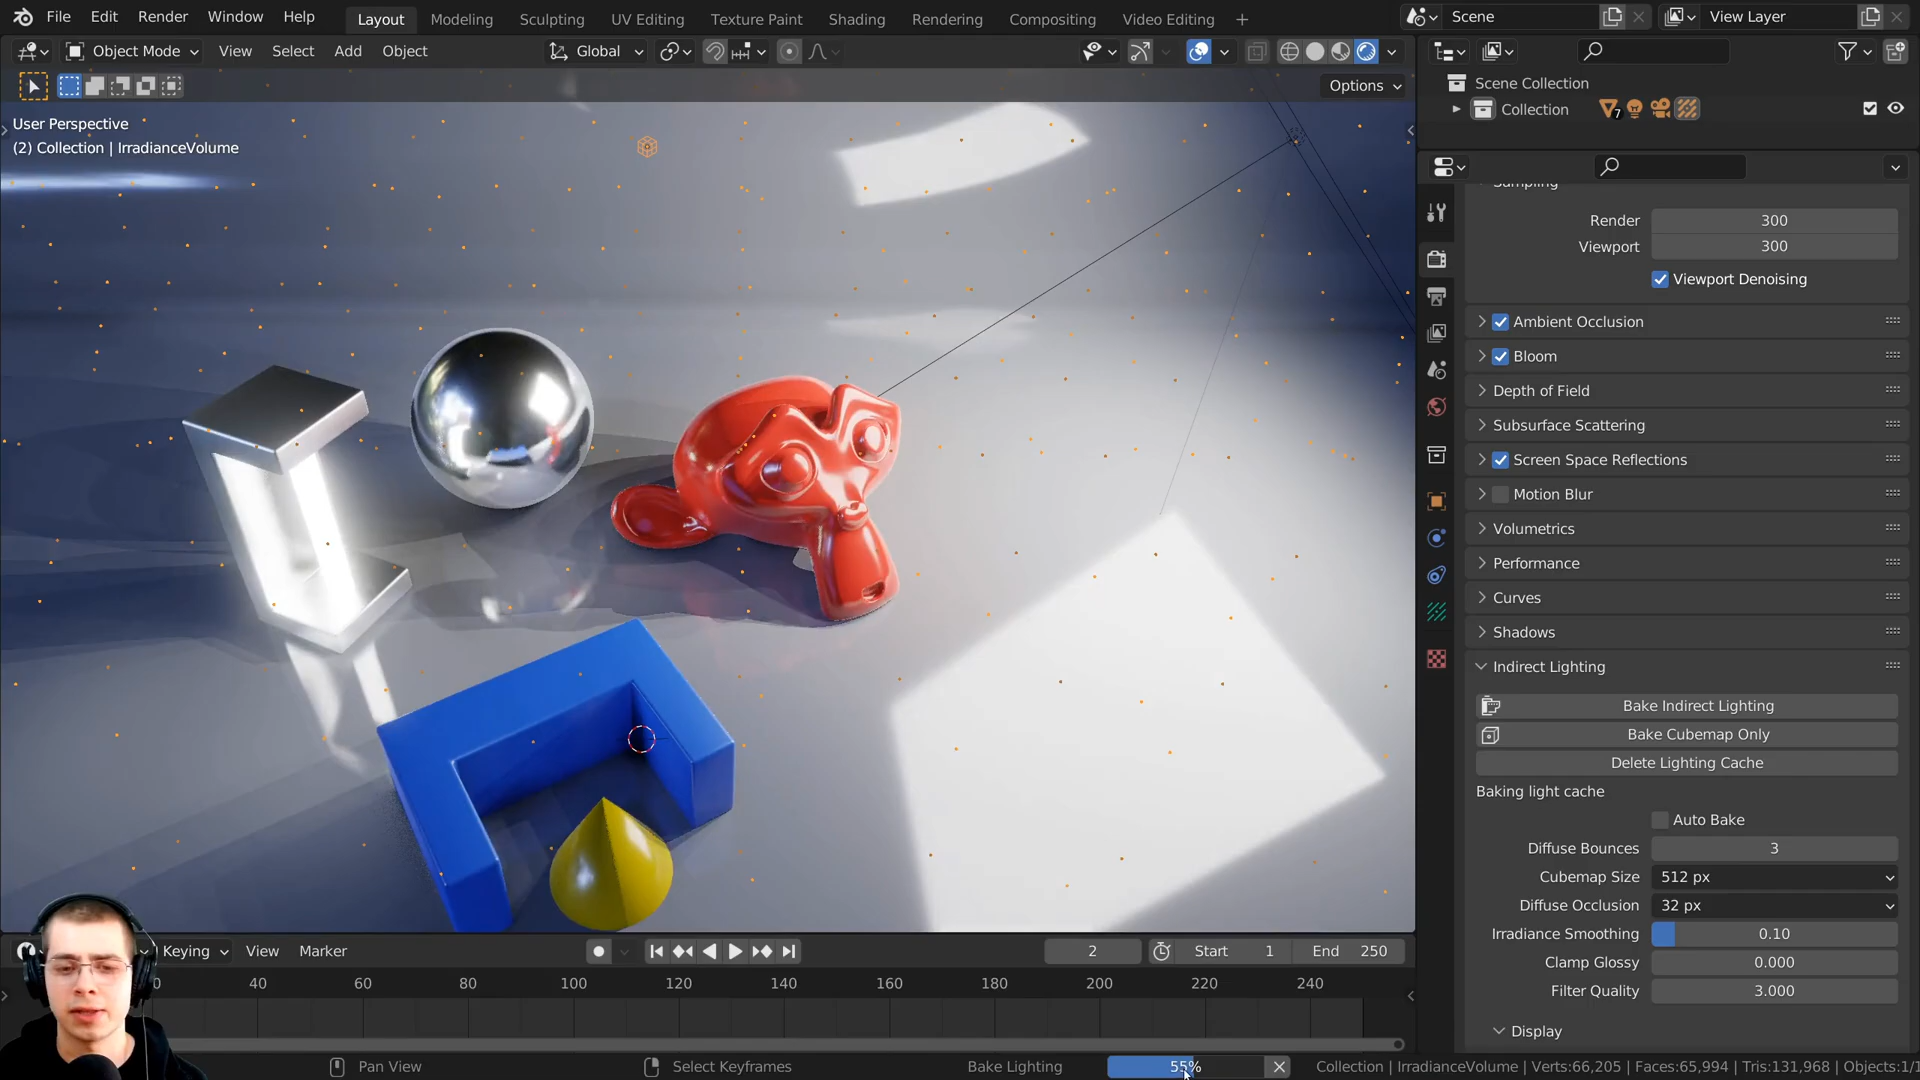 File Edit Render Window Help Layout Modeling Sculpting UV Editing Texture Paint Shading Rendering Compositing Video Editing + Scene View Layer
Object Mode View Select Add Object Global
Options
User Perspective
(2) Collection | IrradianceVolume
Scene Collection
Collection 7
Sampling
Render 300
Viewport 300
Viewport Denoising
Ambient Occlusion
Bloom
Depth of Field
Subsurface Scattering
Screen Space Reflections
Motion Blur
Volumetrics
Performance
Curves
Shadows
Indirect Lighting
Bake Indirect Lighting
Bake Cubemap Only
Delete Lighting Cache
Baking light cache
Auto Bake
Diffuse Bounces 3
Cubemap Size 512 px
Diffuse Occlusion 32 px
Irradiance Smoothing 0.10
Clamp Glossy 0.000
Filter Quality 3.000
Display
Keying View Marker 2 Start 1 End 250
0 40 60 80 100 120 140 160 180 200 220 240
Pan View Select Keyframes Bake Lighting 55% Collection | IrradianceVolume | Verts:66,205 | Faces:65,994 | Tris:131,968 | Objects:1/1